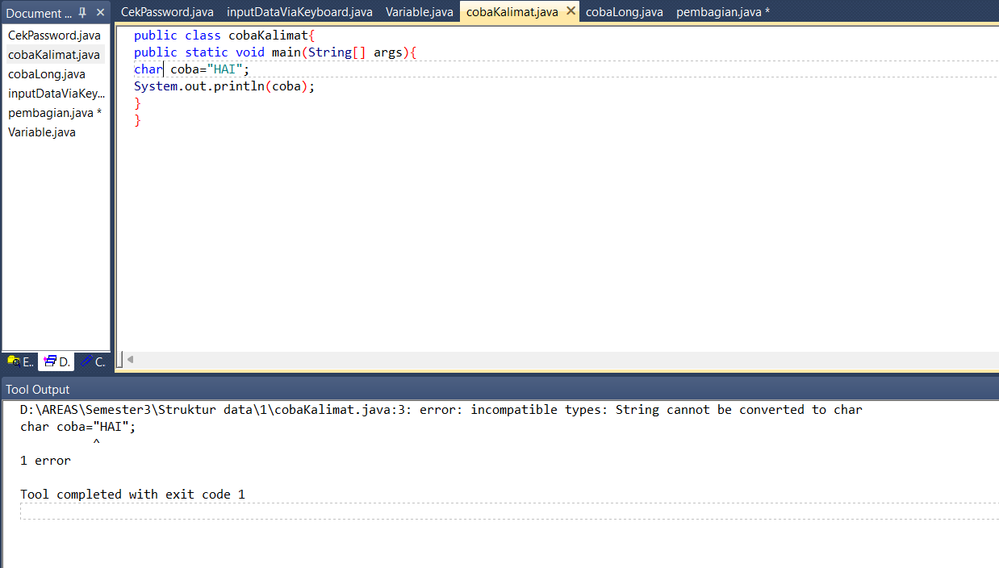 Document ...
CekPassword.java inputDataViaKeyboard.java Variable.java cobaKalimat.java cobaLong.java pembagian.java *
CekPassword.java
cobaKalimat.java
cobaLong.java
inputDataViaKey...
pembagian.java *
Variable.java
public class cobaKalimat{
public static void main(String[] args){
char coba="HAI";
System.out.println(coba);
}
}
E.. D. C.
Tool Output
D:\AREAS\Semester3\Struktur data\1\cobaKalimat.java:3: error: incompatible types: String cannot be converted to char
char coba="HAI";
^
1 error
Tool completed with exit code 1